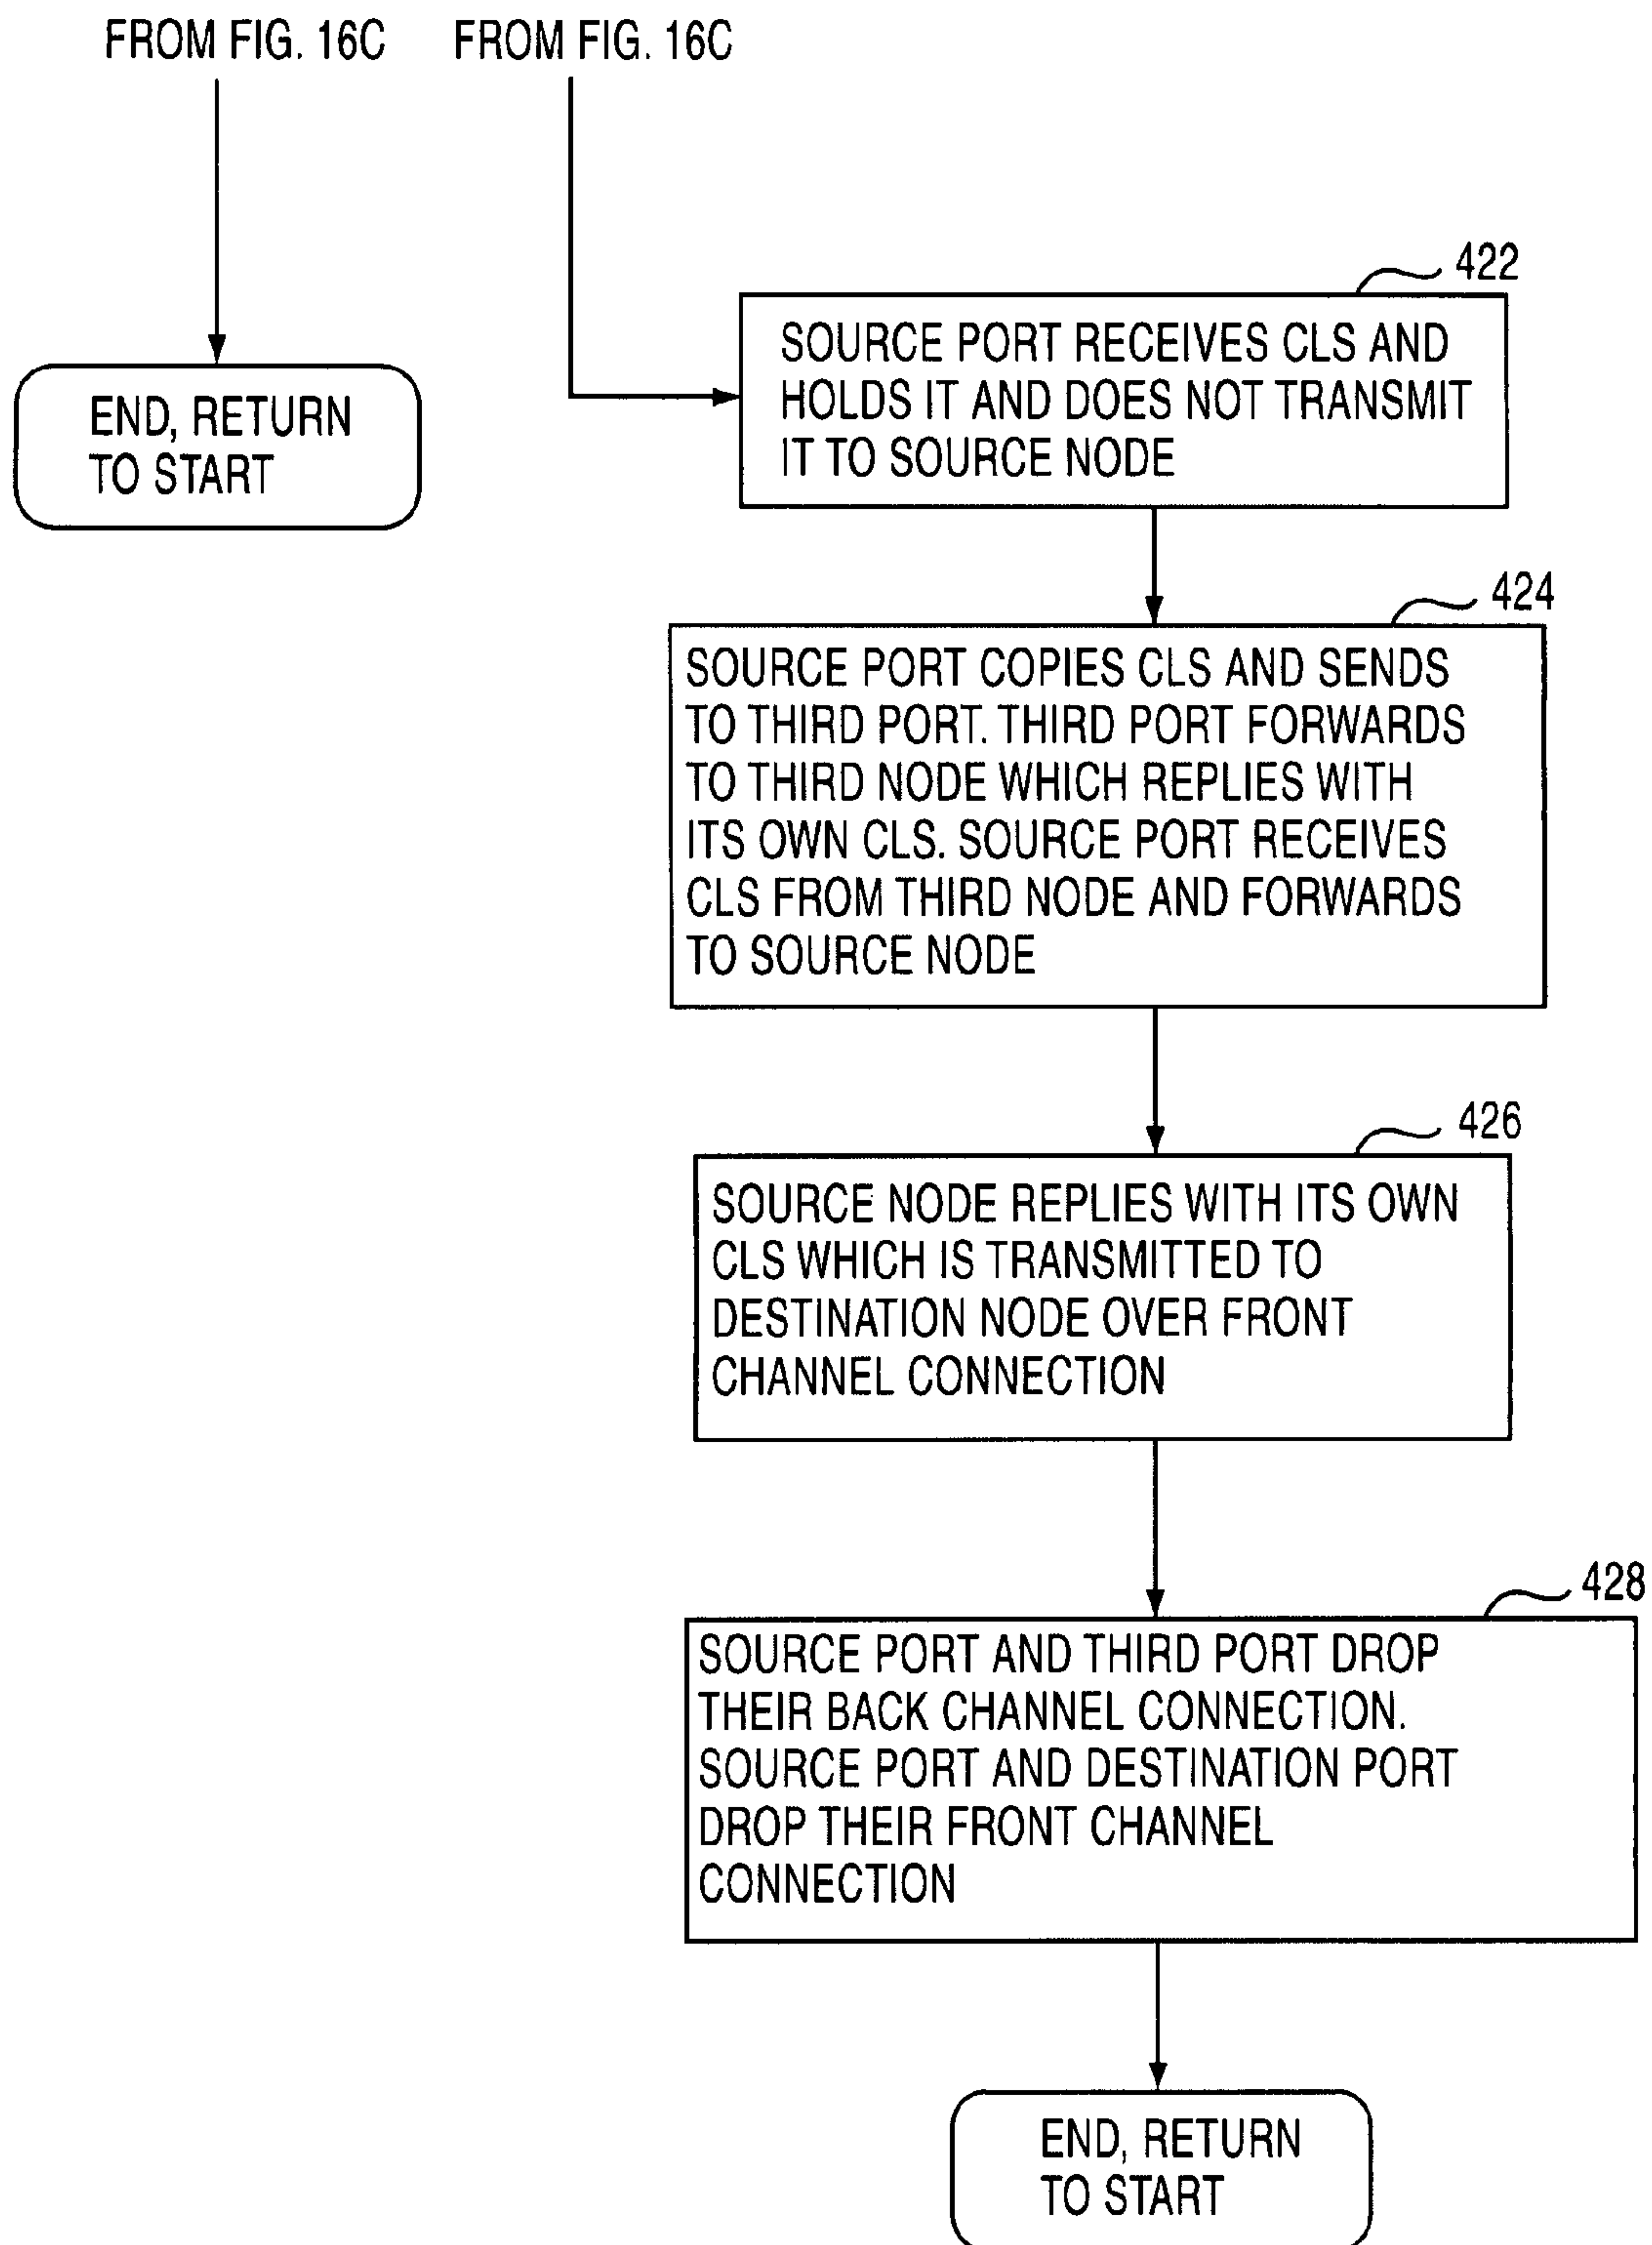 FROM FIG. 16C
FROM FIG. 16C
END, RETURN
TO START
422
SOURCE PORT RECEIVES CLS AND
HOLDS IT AND DOES NOT TRANSMIT
IT TO SOURCE NODE
424
SOURCE PORT COPIES CLS AND SENDS
TO THIRD PORT. THIRD PORT FORWARDS
TO THIRD NODE WHICH REPLIES WITH
ITS OWN CLS. SOURCE PORT RECEIVES
CLS FROM THIRD NODE AND FORWARDS
TO SOURCE NODE
426
SOURCE NODE REPLIES WITH ITS OWN
CLS WHICH IS TRANSMITTED TO
DESTINATION NODE OVER FRONT
CHANNEL CONNECTION
428
SOURCE PORT AND THIRD PORT DROP
THEIR BACK CHANNEL CONNECTION.
SOURCE PORT AND DESTINATION PORT
DROP THEIR FRONT CHANNEL
CONNECTION
END, RETURN
TO START